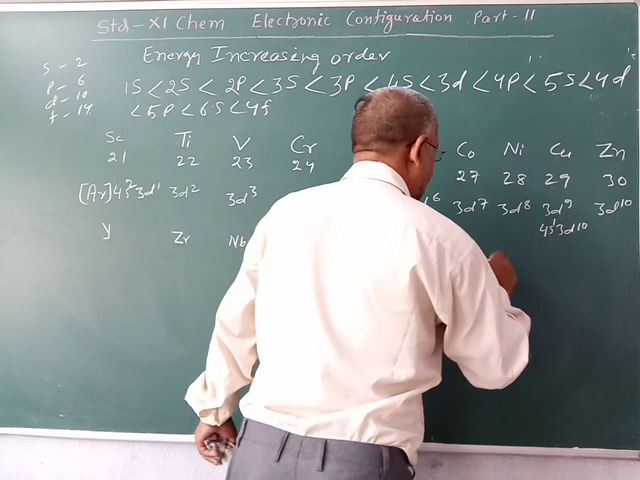 Std-XI Chem Electronic Configuration Part-II
Energy Increasing order
s - 2
p - 6
d - 10
f - 14
1S < 2S < 2P < 3S < 3P < 4S < 3d < 4P < 5S < 4d
< 5P < 6S < 4f
Sc Ti V Cr Co Ni Cu Zn
21 22 23 24 27 28 29 30
[Ar]4s²3d¹ 3d² 3d³ 3d⁷ 3d⁸ 3d⁹ 3d¹⁰
4s¹3d¹⁰
Y Zr Nb